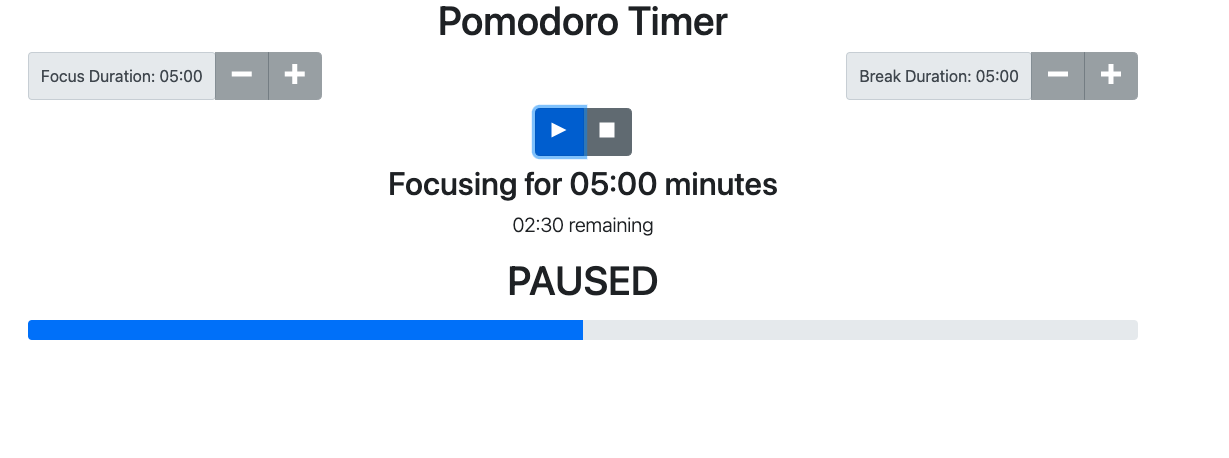 Pomodoro Timer
Focus Duration: 05:00
Break Duration: 05:00
Focusing for 05:00 minutes
02:30 remaining
PAUSED